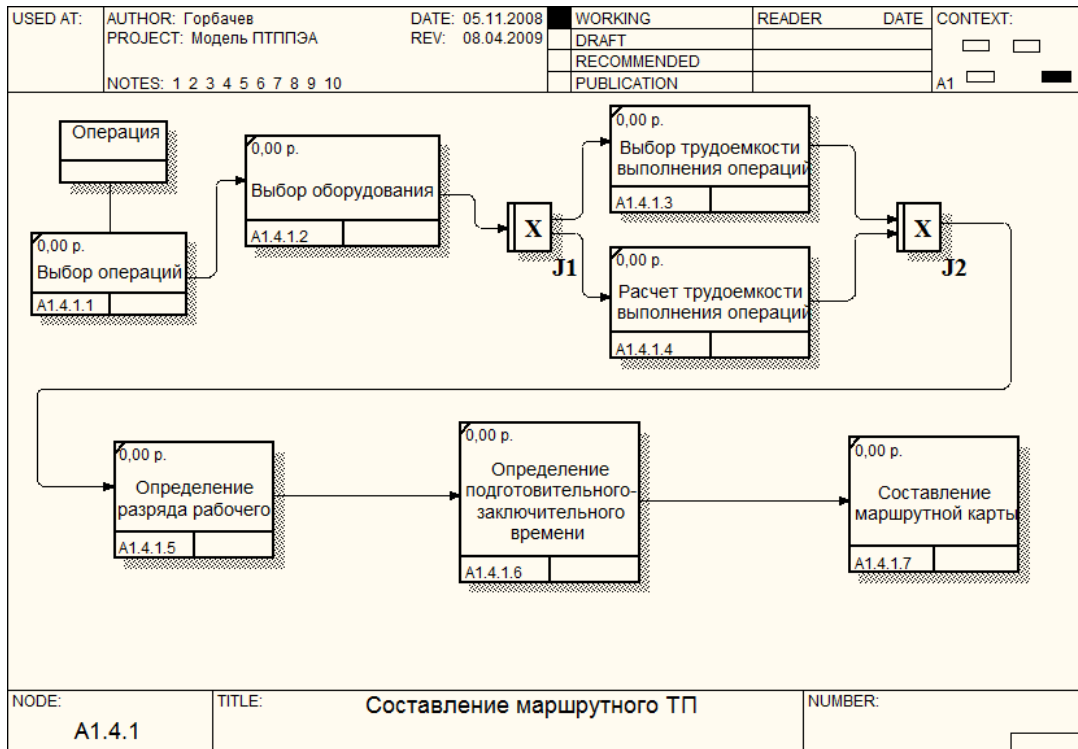 USED AT:
AUTHOR: Горбачев
DATE: 05.11.2008
WORKING
READER
DATE
CONTEXT:
PROJECT: Модель ПТППЭА
REV: 08.04.2009
DRAFT
RECOMMENDED
NOTES: 1 2 3 4 5 6 7 8 9 10
PUBLICATION
A1
Операция
0,00 р.
Выбор операций
A1.4.1.1
0,00 р.
Выбор оборудования
A1.4.1.2
X
J1
0,00 р.
Выбор трудоемкости
выполнения операций
A1.4.1.3
0,00 р.
Расчет трудоемкости
выполнения операций
A1.4.1.4
X
J2
0,00 р.
Определение
разряда рабочего
A1.4.1.5
0,00 р.
Определение
подготовительного-
заключительного
времени
A1.4.1.6
0,00 р.
Составление
маршрутной карты
A1.4.1.7
NODE:
A1.4.1
TITLE:
Составление маршрутного ТП
NUMBER: